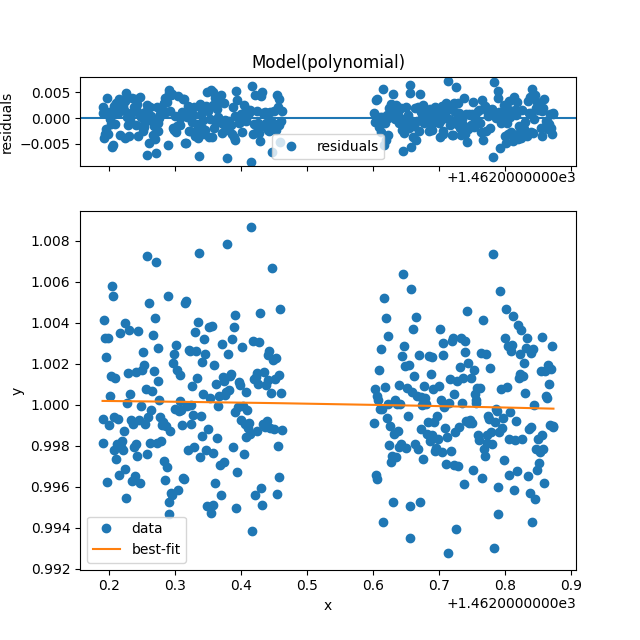 Model(polynomial)
residuals
0.005
0.000
−0.005
residuals
+1.4620000000e3
y
1.008
1.006
1.004
1.002
1.000
0.998
0.996
0.994
0.992
data
best-fit
0.2 0.3 0.4 0.5 0.6 0.7 0.8 0.9
x
+1.4620000000e3